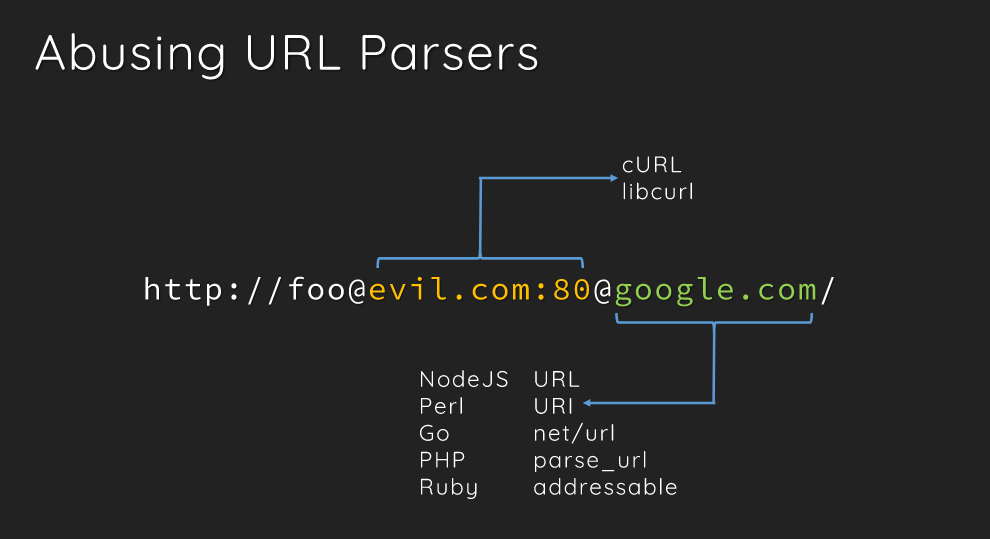 Abusing URL Parsers
cURL
libcurl
http://foo@evil.com:80@google.com/
NodeJS URL
Perl URI
Go net/url
PHP parse_url
Ruby addressable